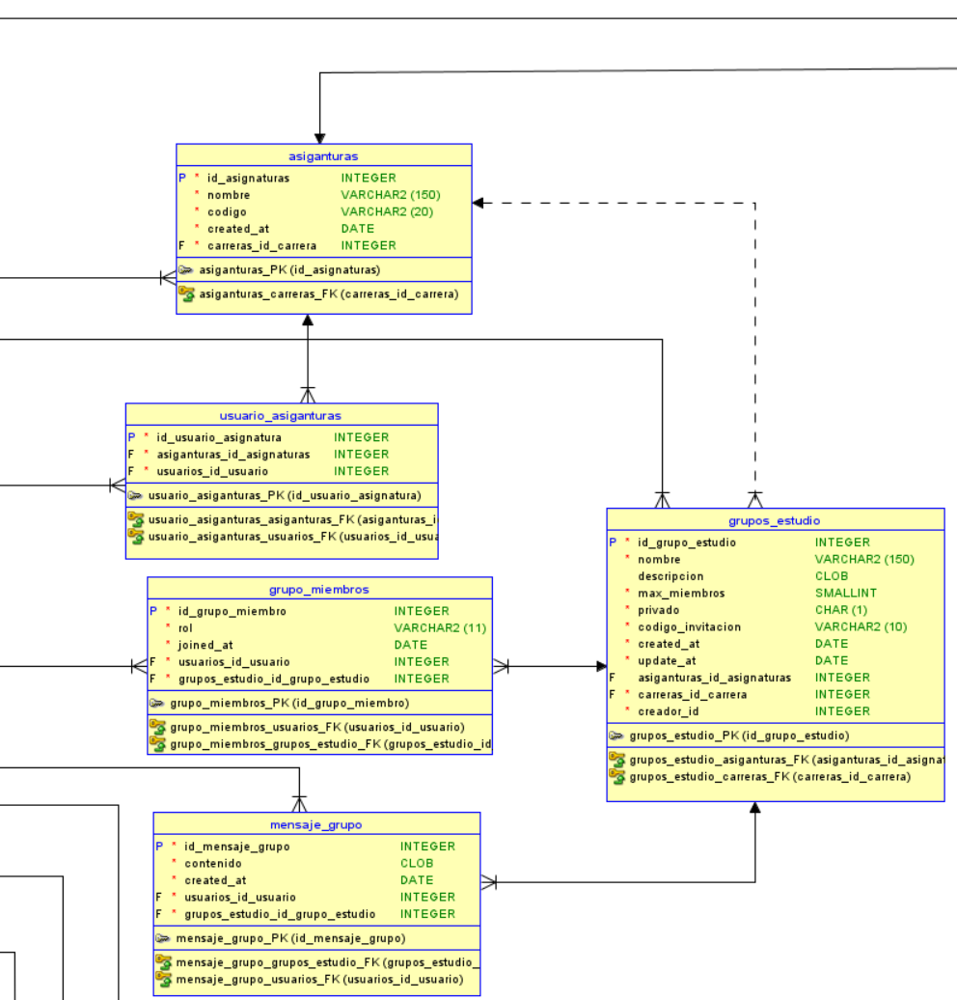 asiganturas
P * id_asignaturas INTEGER
* nombre VARCHAR2 (150)
* codigo VARCHAR2 (20)
* created_at DATE
F * carreras_id_carrera INTEGER
asiganturas_PK (id_asignaturas)
asiganturas_carreras_FK (carreras_id_carrera)
usuario_asiganturas
P * id_usuario_asignatura INTEGER
F * asiganturas_id_asignaturas INTEGER
F * usuarios_id_usuario INTEGER
usuario_asiganturas_PK (id_usuario_asignatura)
usuario_asiganturas_asiganturas_FK (asiganturas_i
usuario_asiganturas_usuarios_FK (usuarios_id_usua
grupos_estudio
P * id_grupo_estudio INTEGER
* nombre VARCHAR2 (150)
descripcion CLOB
* max_miembros SMALLINT
* privado CHAR (1)
* codigo_invitacion VARCHAR2 (10)
* created_at DATE
* update_at DATE
F asiganturas_id_asignaturas INTEGER
F * carreras_id_carrera INTEGER
* creador_id INTEGER
grupos_estudio_PK (id_grupo_estudio)
grupos_estudio_asiganturas_FK (asiganturas_id_asigna
grupos_estudio_carreras_FK (carreras_id_carrera)
grupo_miembros
P * id_grupo_miembro INTEGER
* rol VARCHAR2 (11)
* joined_at DATE
F * usuarios_id_usuario INTEGER
F * grupos_estudio_id_grupo_estudio INTEGER
grupo_miembros_PK (id_grupo_miembro)
grupo_miembros_usuarios_FK (usuarios_id_usuario)
grupo_miembros_grupos_estudio_FK (grupos_estudio_id
mensaje_grupo
P * id_mensaje_grupo INTEGER
* contenido CLOB
* created_at DATE
F * usuarios_id_usuario INTEGER
F * grupos_estudio_id_grupo_estudio INTEGER
mensaje_grupo_PK (id_mensaje_grupo)
mensaje_grupo_grupos_estudio_FK (grupos_estudio_
mensaje_grupo_usuarios_FK (usuarios_id_usuario)